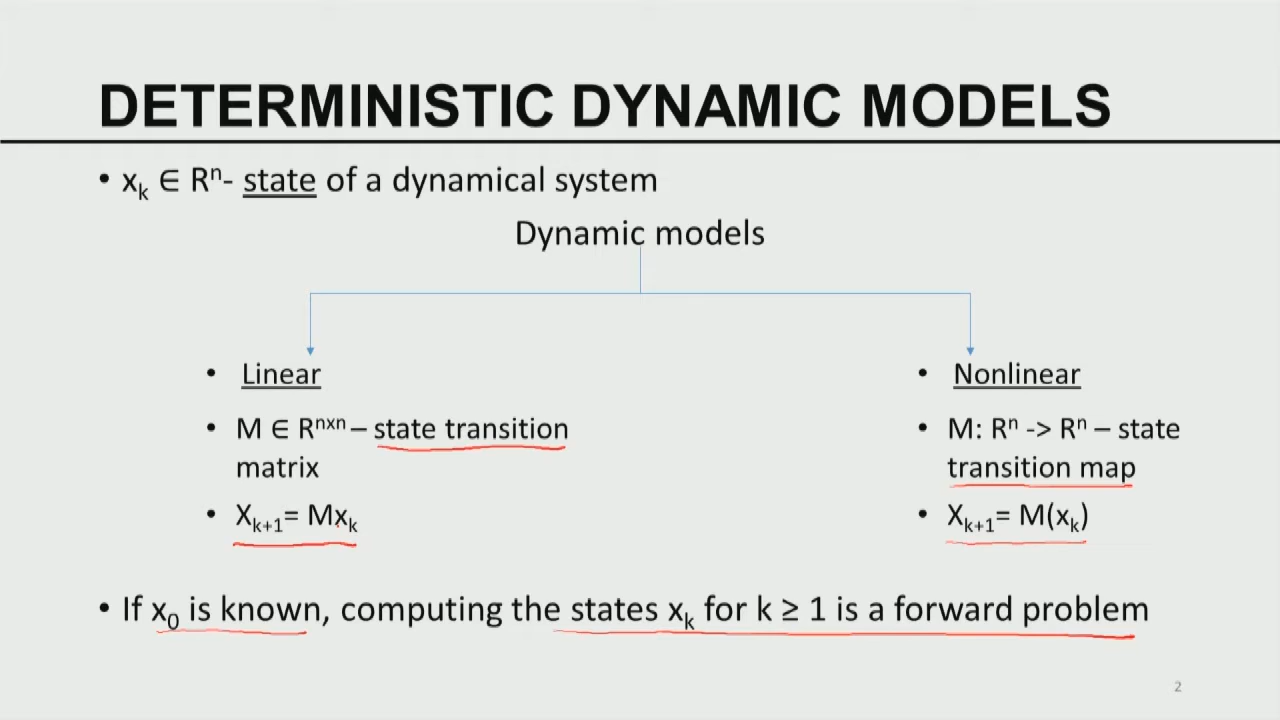 DETERMINISTIC DYNAMIC MODELS
• xₖ ∈ Rⁿ- state of a dynamical system
Dynamic models
• Linear
• M ∈ Rⁿˣⁿ – state transition
matrix
• Xₖ₊₁= Mxₖ
• Nonlinear
• M: Rⁿ -> Rⁿ – state
transition map
• Xₖ₊₁= M(xₖ)
• If x₀ is known, computing the states xₖ for k ≥ 1 is a forward problem
2